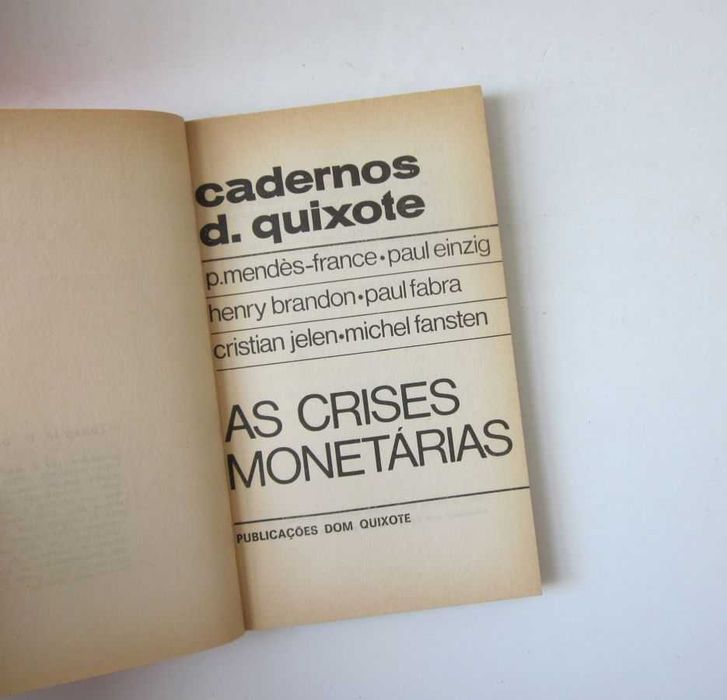 cadernos
d. quixote
p.mendès-france•paul einzig
henry brandon•paul fabra
cristian jelen•michel fansten
AS CRISES
MONETÁRIAS
PUBLICAÇÕES DOM QUIXOTE